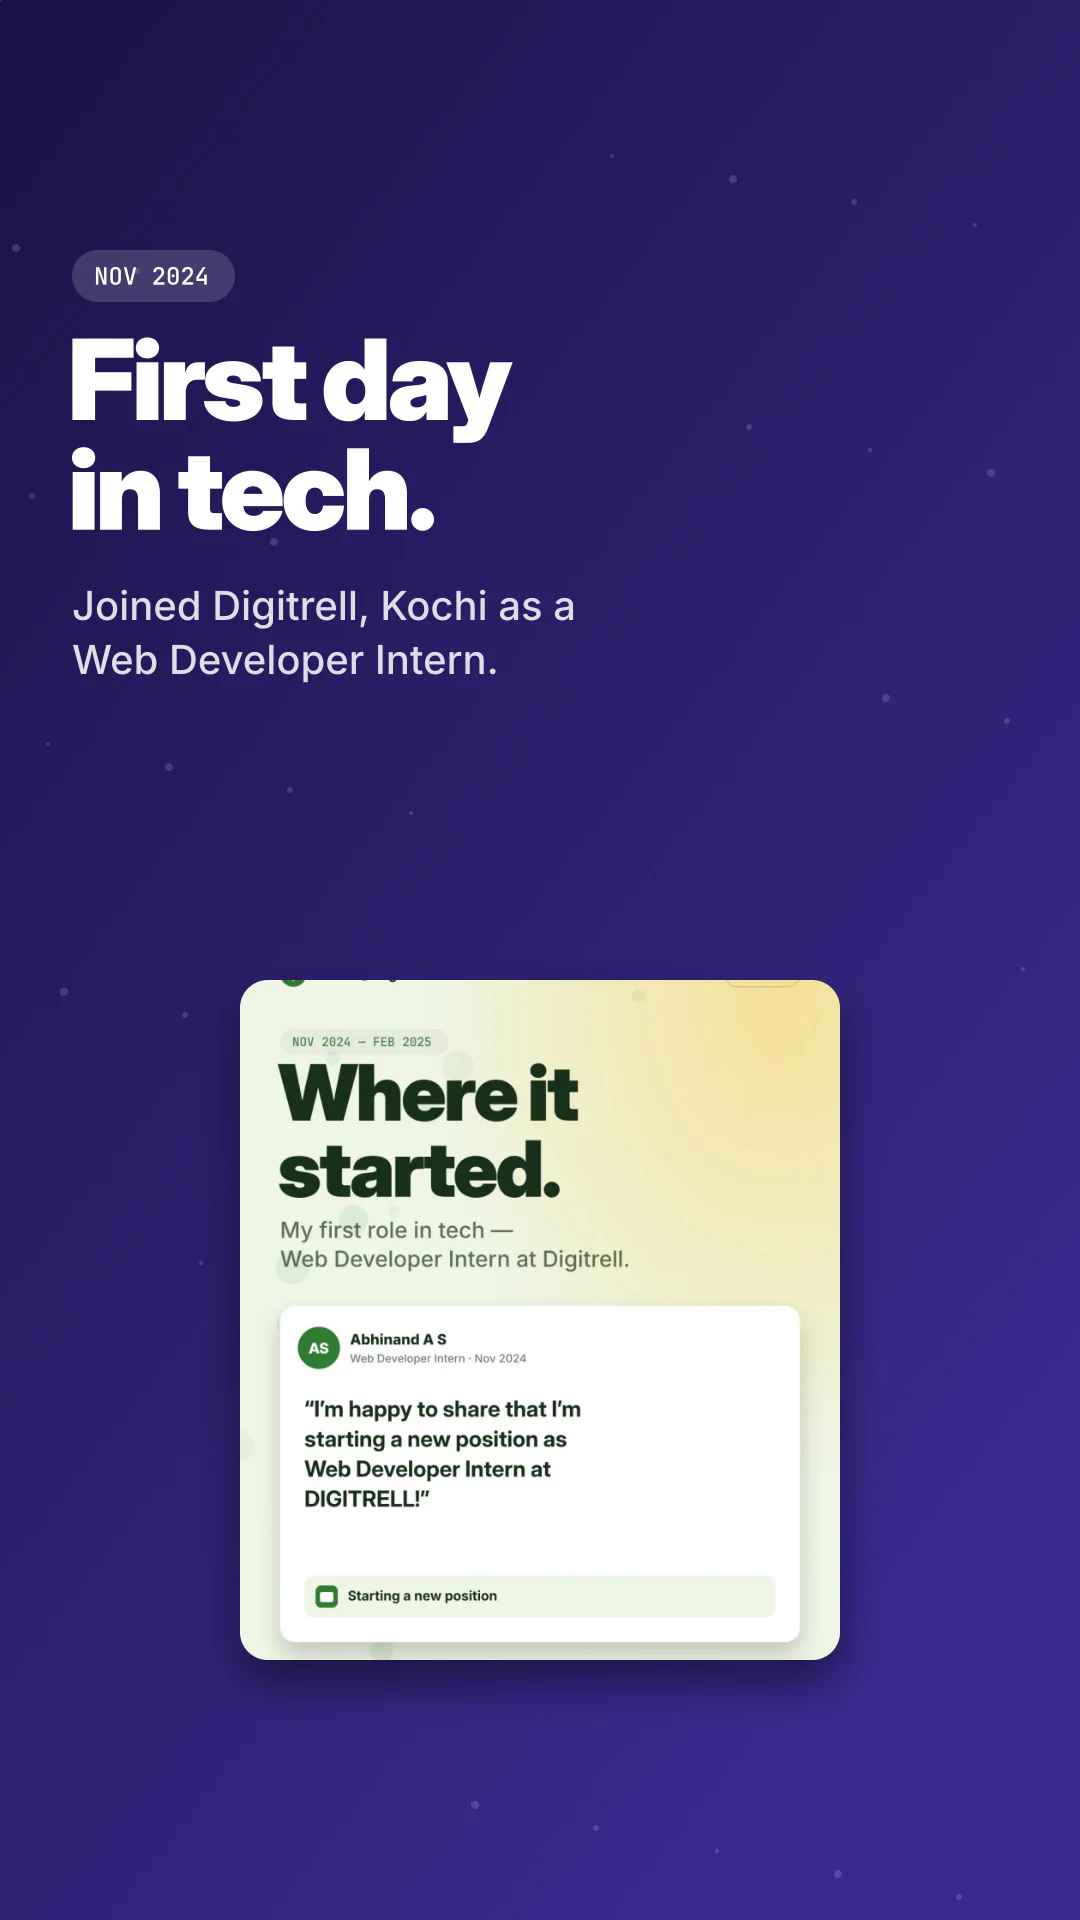 NOV 2024
First day
in tech.
Joined Digitrell, Kochi as a
Web Developer Intern.
NOV 2024 — FEB 2025
Where it
started.
My first role in tech —
Web Developer Intern at Digitrell.
AS
Abhinand A S
Web Developer Intern · Nov 2024
“I’m happy to share that I’m
starting a new position as
Web Developer Intern at
DIGITRELL!”
Starting a new position